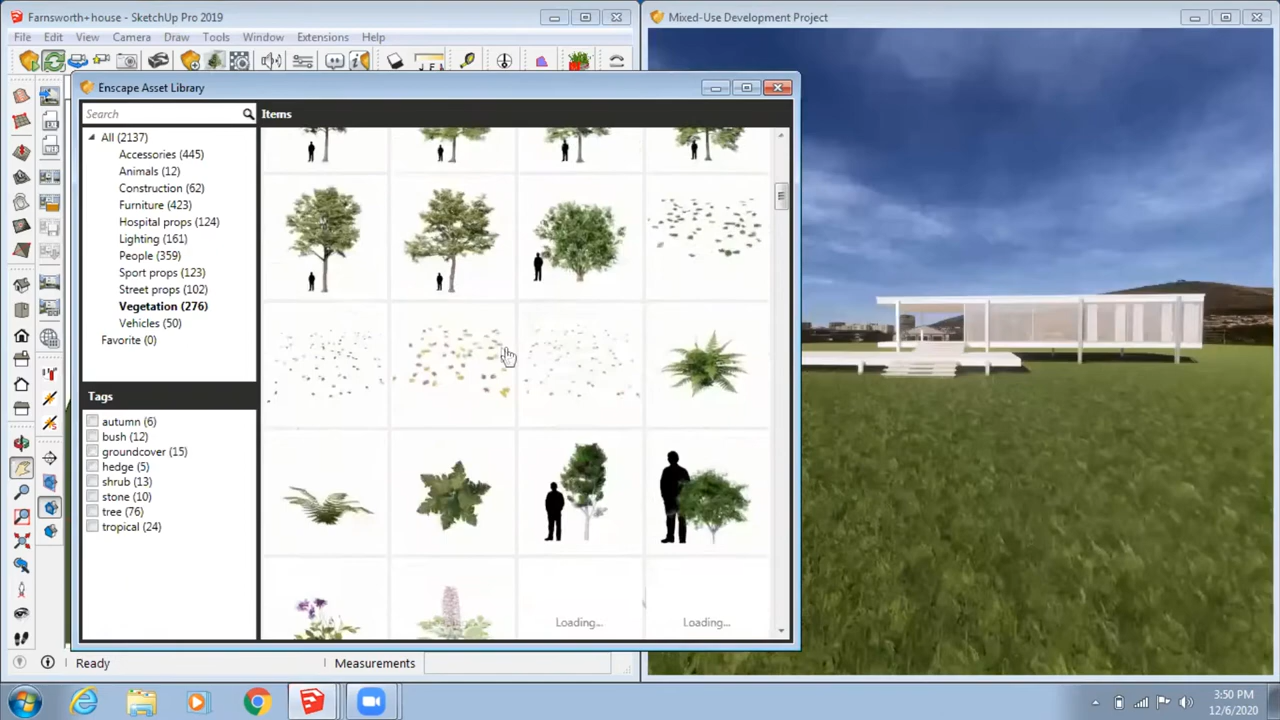 Farnsworth+house - SketchUp Pro 2019
Mixed-Use Development Project
File Edit View Camera Draw Tools Window Extensions Help
Enscape Asset Library
Search
Items
All (2137)
Accessories (445)
Animals (12)
Construction (62)
Furniture (423)
Hospital props (124)
Lighting (161)
People (359)
Sport props (123)
Street props (102)
Vegetation (276)
Vehicles (50)
Favorite (0)
Tags
autumn (6)
bush (12)
groundcover (15)
hedge (5)
shrub (13)
stone (10)
tree (76)
tropical (24)
Loading...
Loading...
Ready
Measurements
3:50 PM
12/6/2020